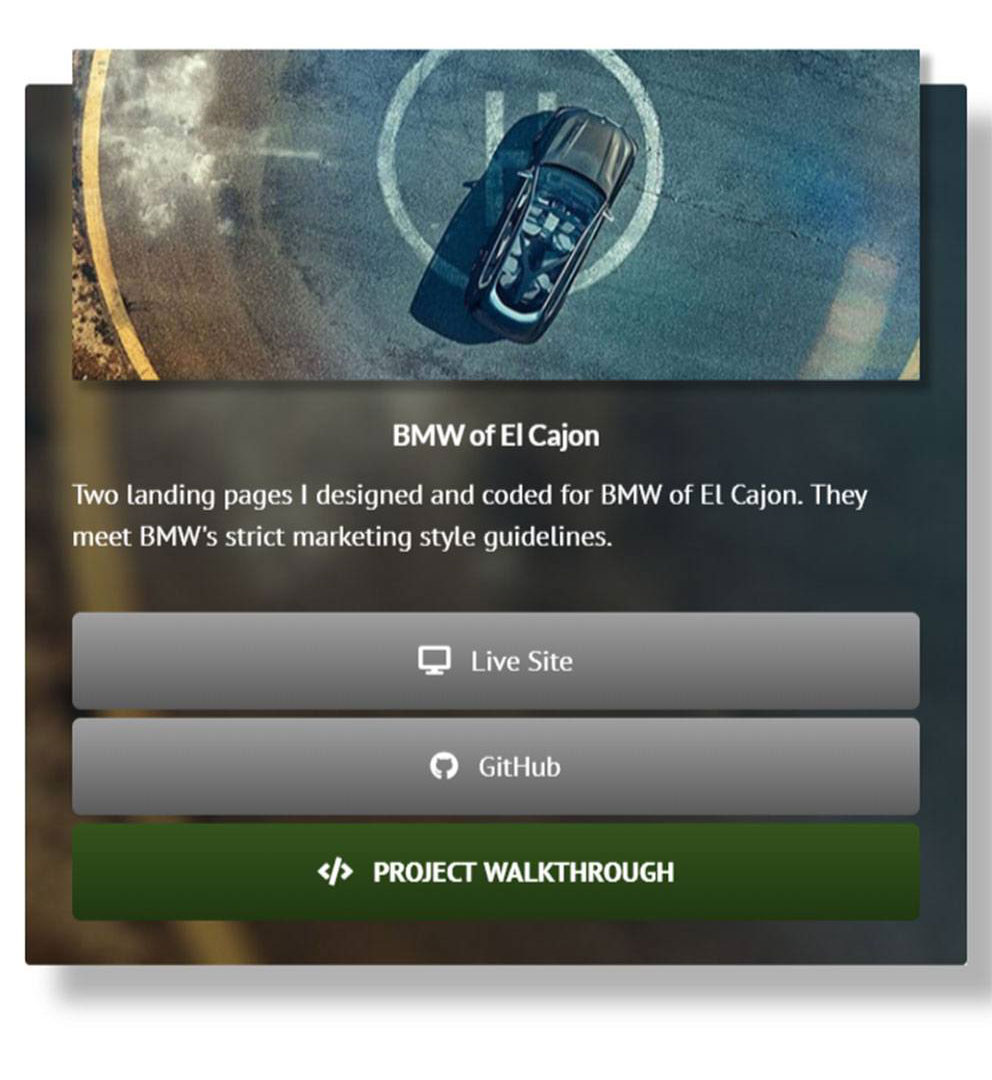 BMW of El Cajon
Two landing pages I designed and coded for BMW of El Cajon. They
meet BMW's strict marketing style guidelines.
Live Site
GitHub
</> PROJECT WALKTHROUGH